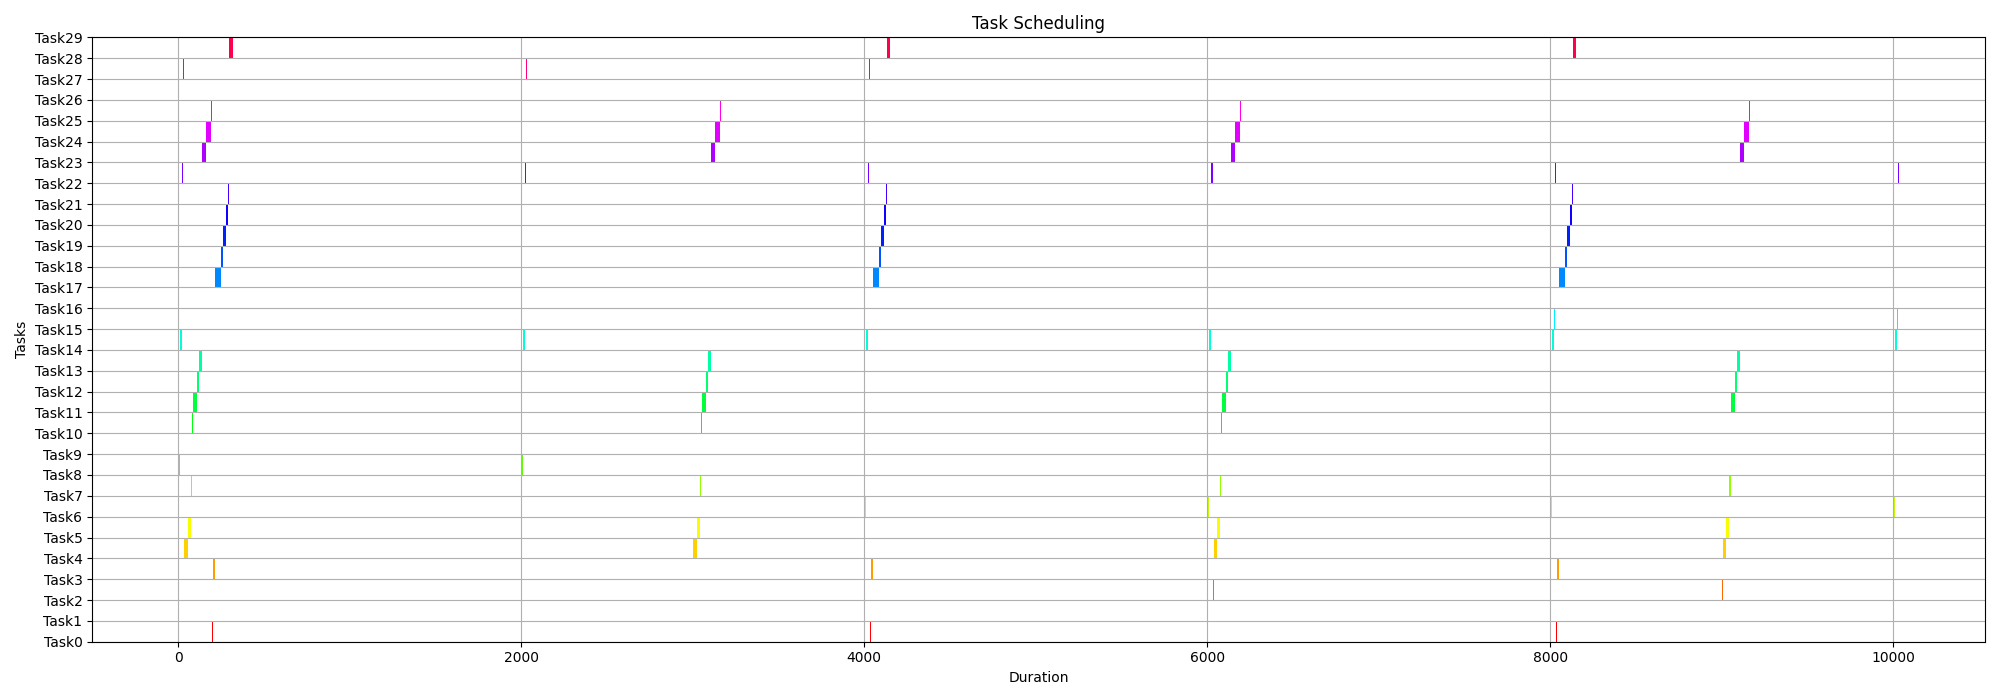 Task Scheduling
Task29
Task28
Task27
Task26
Task25
Task24
Task23
Task22
Task21
Task20
Task19
Task18
Task17
Task16
Task15
Task14
Task13
Task12
Task11
Task10
Task9
Task8
Task7
Task6
Task5
Task4
Task3
Task2
Task1
Task0
Tasks
0 2000 4000 6000 8000 10000
Duration